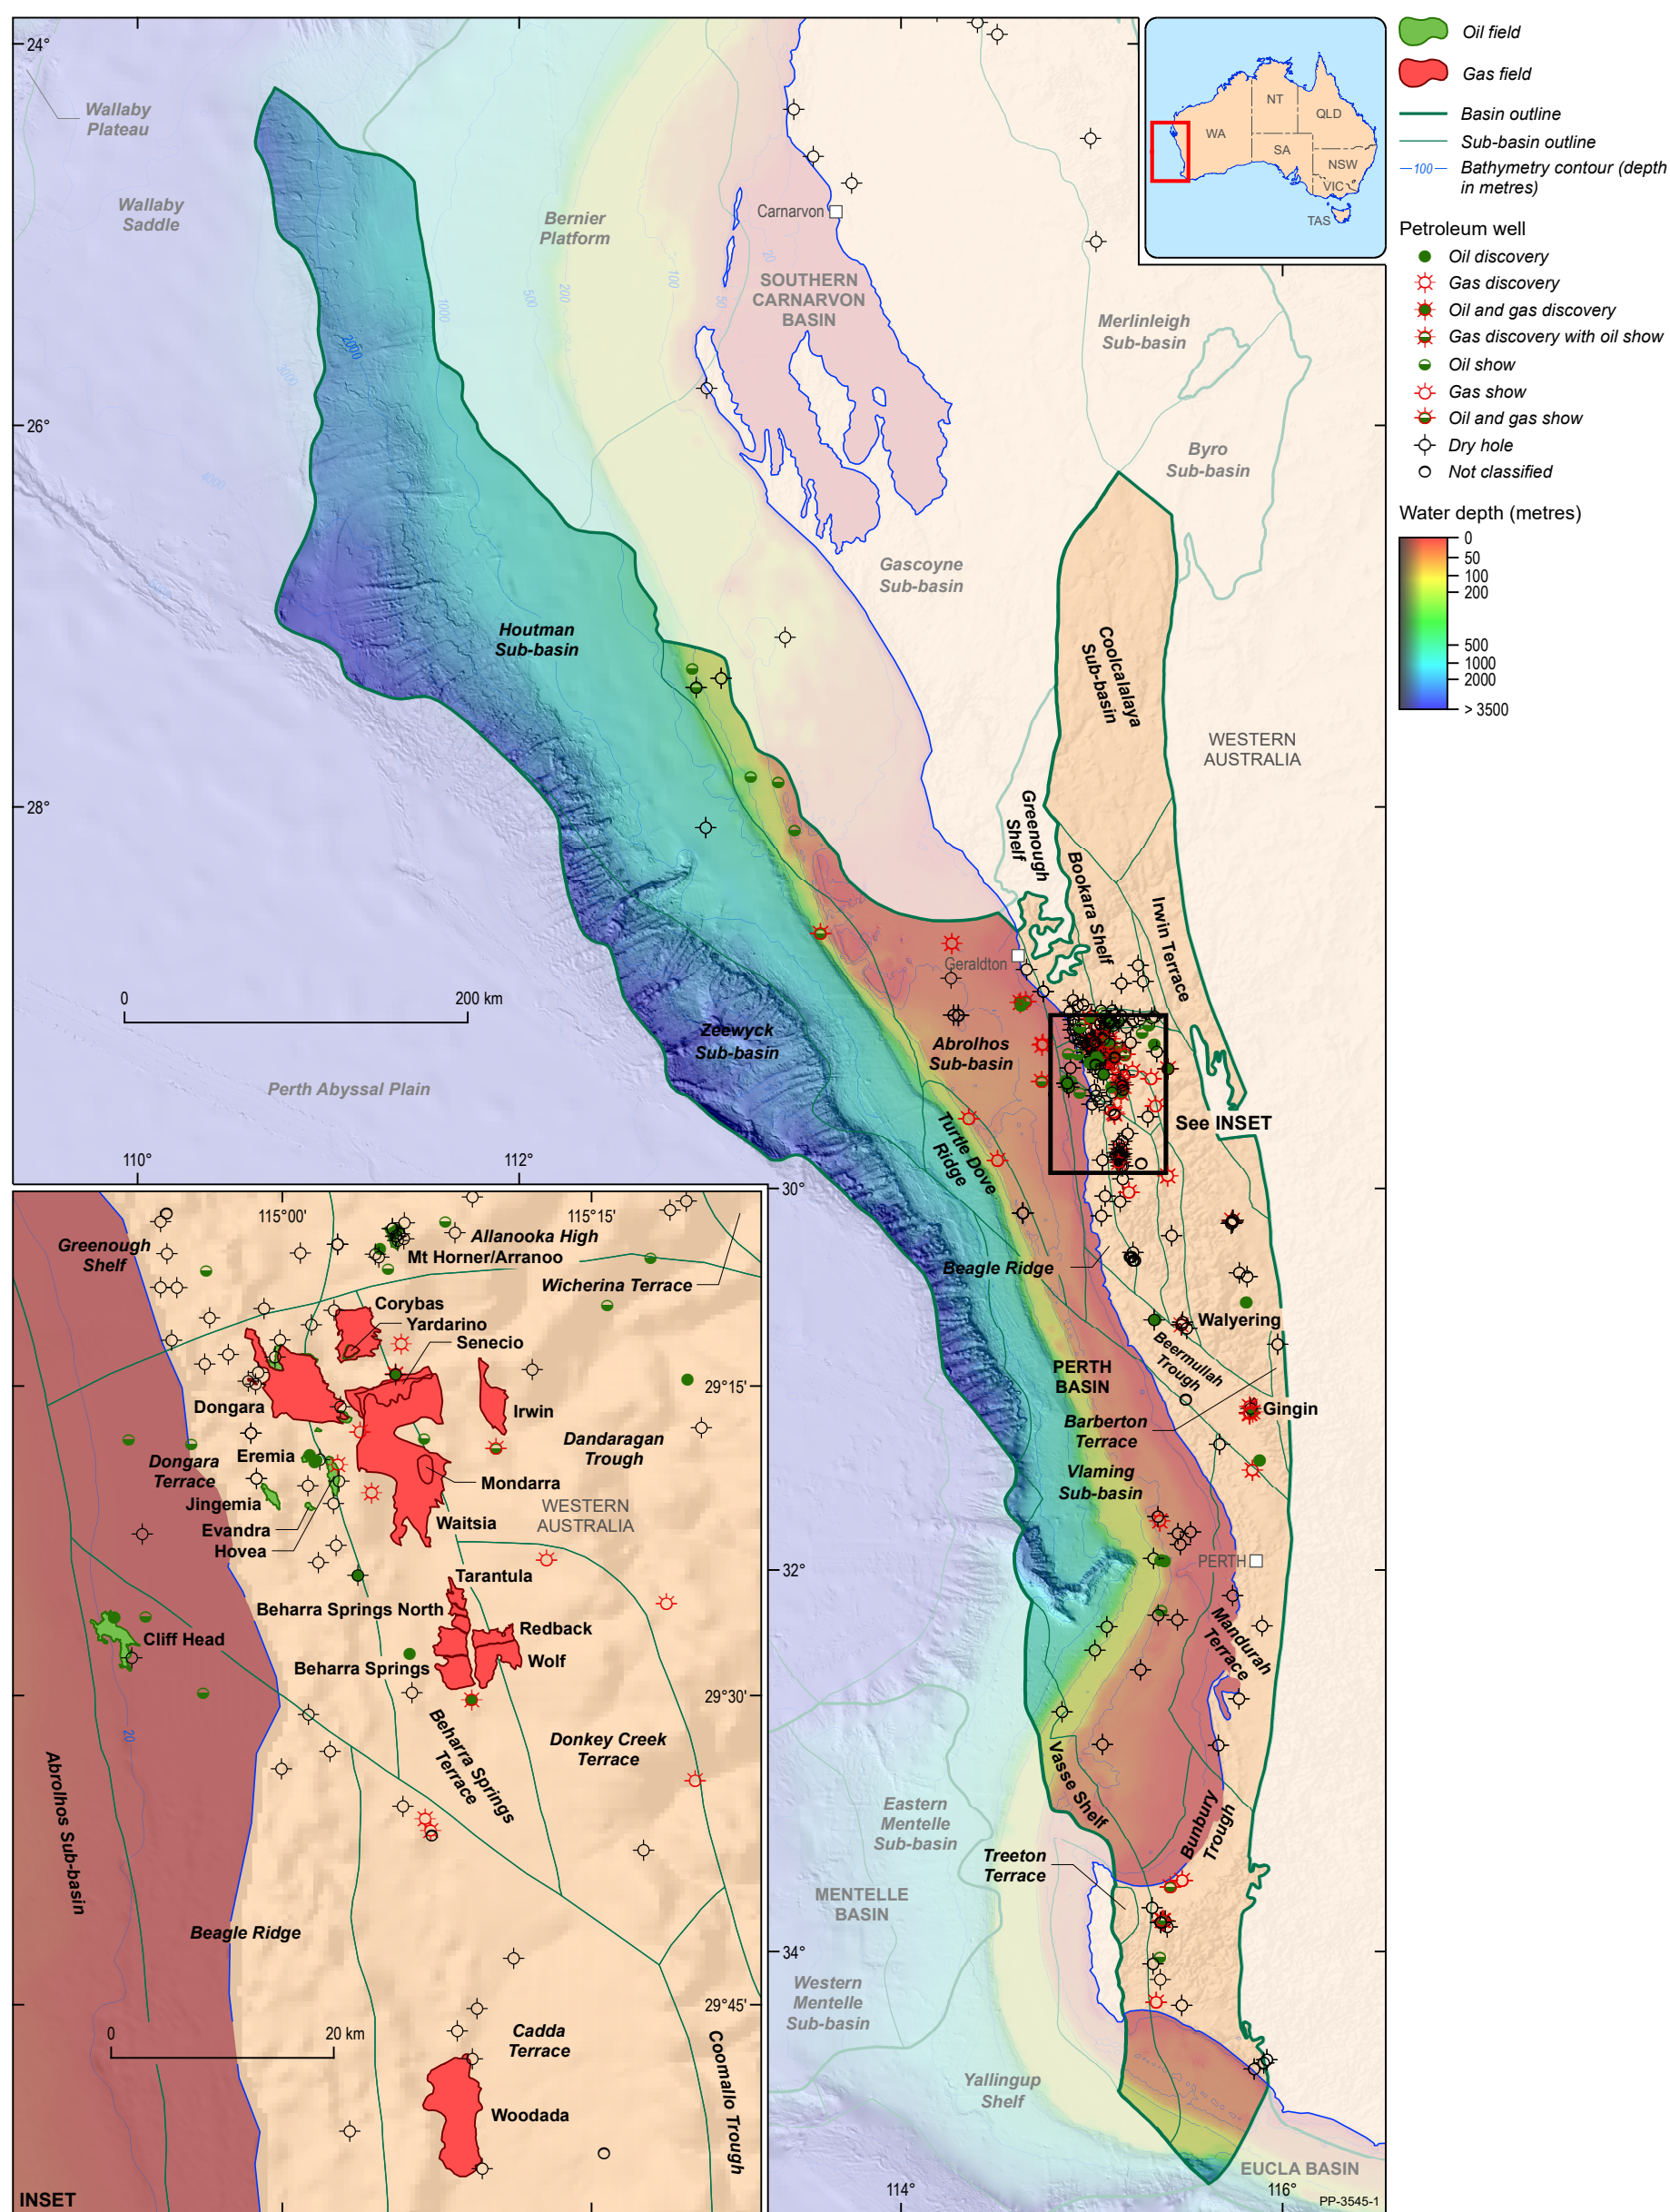 24°
26°
28°
30°
32°
34°
110°
112°
114°
116°
Wallaby
Plateau
Wallaby
Saddle
Bernier
Platform
Carnarvon
SOUTHERN
CARNARVON
BASIN
Merlinleigh
Sub-basin
Byro
Sub-basin
Gascoyne
Sub-basin
Houtman
Sub-basin
Coolcalalaya
Sub-basin
WESTERN
AUSTRALIA
Greenough
Shelf
Bookara Shelf
Irwin Terrace
Geraldton
Zeewyck
Sub-basin
Abrolhos
Sub-basin
Perth Abyssal Plain
Turtle Dove
Ridge
See INSET
Beagle Ridge
Walyering
Beermullah
Trough
PERTH
BASIN
Gingin
Barberton
Terrace
Vlaming
Sub-basin
PERTH
Mandurah
Terrace
Vasse Shelf
Bunbury
Trough
Eastern
Mentelle
Sub-basin
Treeton
Terrace
MENTELLE
BASIN
Western
Mentelle
Sub-basin
Yallingup
Shelf
EUCLA BASIN
PP-3545-1
0
200 km
1000
2000
3000
4000
500
200
100
50
20
NT
QLD
WA
SA
NSW
VIC
TAS
Oil field
Gas field
Basin outline
Sub-basin outline
100
Bathymetry contour (depth
in metres)
Petroleum well
Oil discovery
Gas discovery
Oil and gas discovery
Gas discovery with oil show
Oil show
Gas show
Oil and gas show
Dry hole
Not classified
Water depth (metres)
0
50
100
200
500
1000
2000
> 3500
115°00'
115°15'
29°15'
29°30'
29°45'
Greenough
Shelf
Allanooka High
Mt Horner/Arranoo
Wicherina Terrace
Corybas
Yardarino
Senecio
Dongara
Irwin
Eremia
Dandaragan
Trough
Dongara
Terrace
Mondarra
Jingemia
WESTERN
AUSTRALIA
Evandra
Waitsia
Hovea
Tarantula
Beharra Springs North
Redback
Cliff Head
Wolf
Beharra Springs
20
Beharra Springs
Terrace
Donkey Creek
Terrace
Abrolhos Sub-basin
Beagle Ridge
0
20 km
Cadda
Terrace
Coomallo Trough
Woodada
INSET